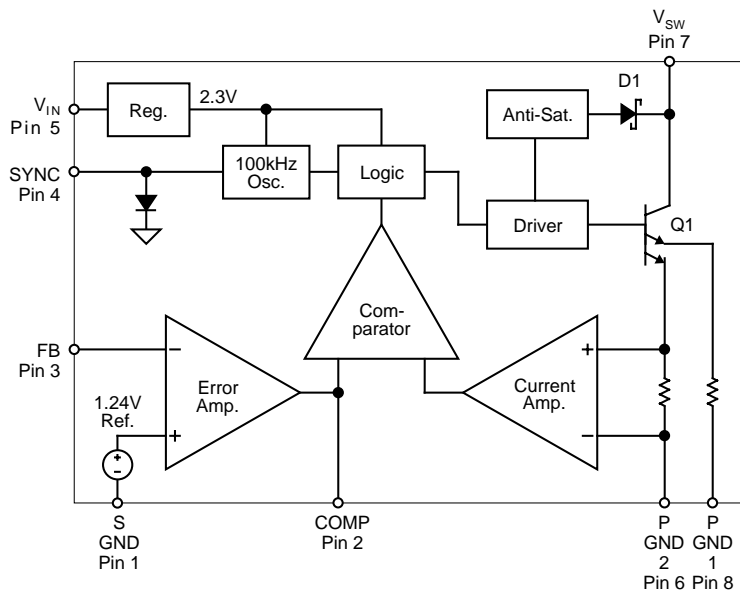 V_SW
Pin 7
D1
V_IN
Pin 5
Reg.
2.3V
Anti-Sat.
SYNC
Pin 4
100kHz
Osc.
Logic
Driver
Q1
Com-
parator
FB
Pin 3
−
Error
Amp.
+
1.24V
Ref.
+
−
Current
Amp.
+
−
S
GND
Pin 1
COMP
Pin 2
P
GND
2
Pin 6
P
GND
1
Pin 8